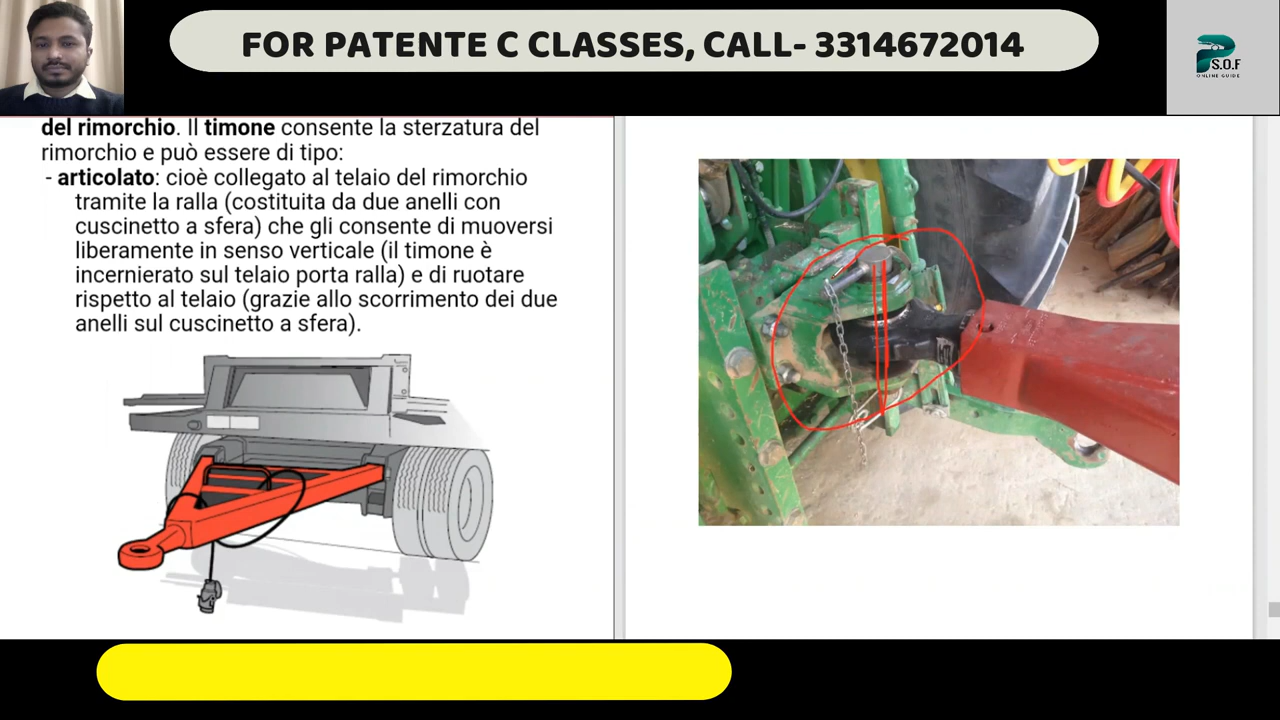 FOR PATENTE C CLASSES, CALL- 3314672014
S.O.F
ONLINE GUIDE
del rimorchio. Il timone consente la sterzatura del
rimorchio e può essere di tipo:
- articolato: cioè collegato al telaio del rimorchio
tramite la ralla (costituita da due anelli con
cuscinetto a sfera) che gli consente di muoversi
liberamente in senso verticale (il timone è
incernierato sul telaio porta ralla) e di ruotare
rispetto al telaio (grazie allo scorrimento dei due
anelli sul cuscinetto a sfera).